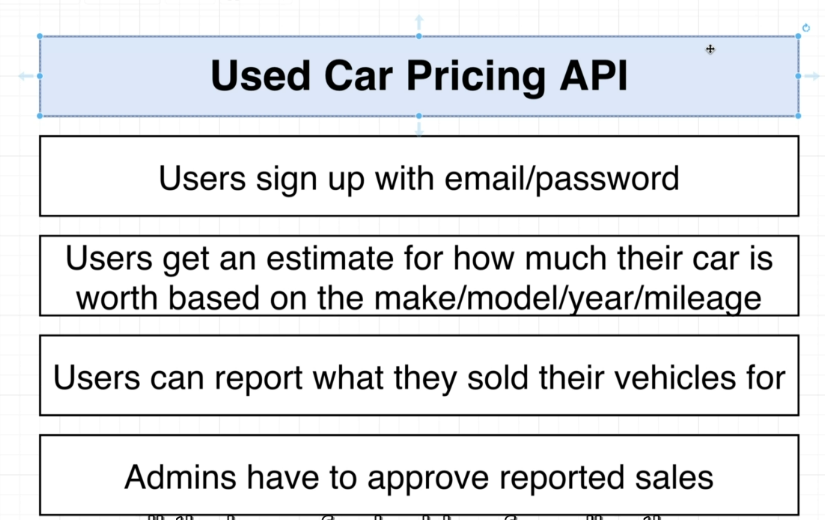 Used Car Pricing API
Users sign up with email/password
Users get an estimate for how much their car is
worth based on the make/model/year/mileage
Users can report what they sold their vehicles for
Admins have to approve reported sales